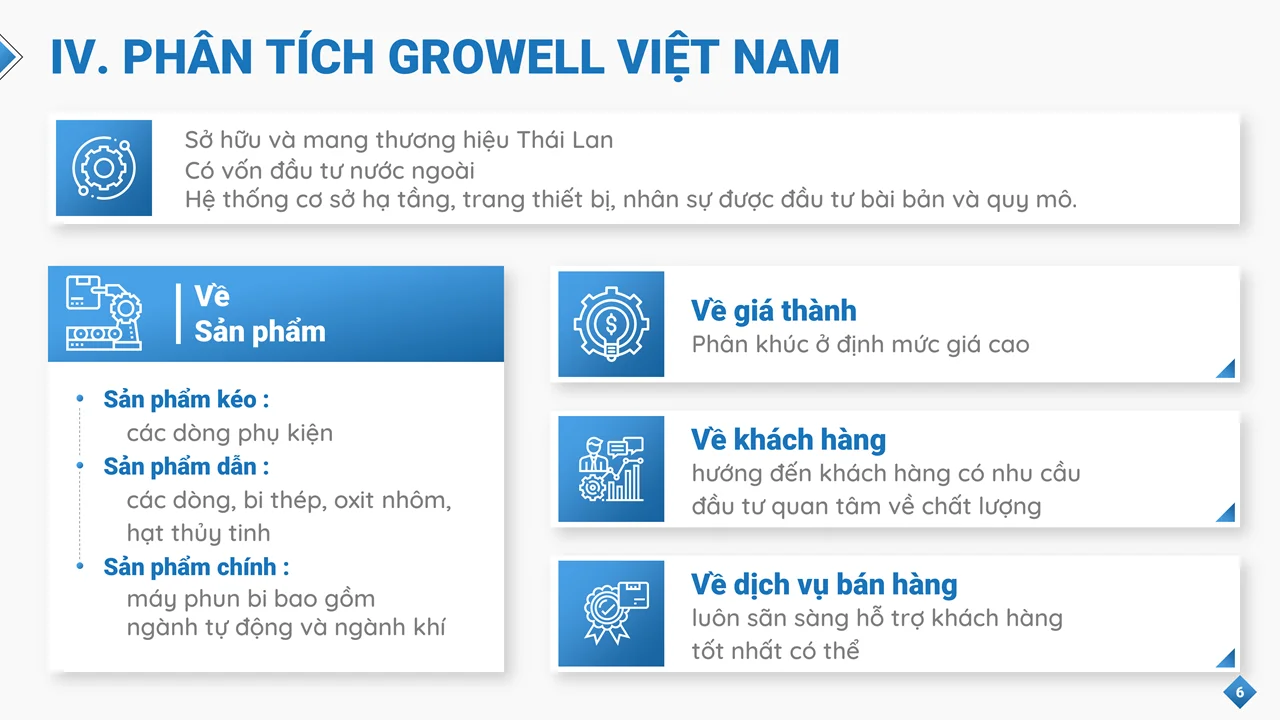 IV. PHÂN TÍCH GROWELL VIỆT NAM
Sở hữu và mang thương hiệu Thái Lan
Có vốn đầu tư nước ngoài
Hệ thống cơ sở hạ tầng, trang thiết bị, nhân sự được đầu tư bài bản và quy mô.
Về
Sản phẩm
Sản phẩm kéo :
các dòng phụ kiện
Sản phẩm dẫn :
các dòng, bi thép, oxit nhôm,
hạt thủy tinh
Sản phẩm chính :
máy phun bi bao gồm
ngành tự động và ngành khí
Về giá thành
Phân khúc ở định mức giá cao
Về khách hàng
hướng đến khách hàng có nhu cầu
đầu tư quan tâm về chất lượng
Về dịch vụ bán hàng
luôn sãn sàng hỗ trợ khách hàng
tốt nhất có thể
6